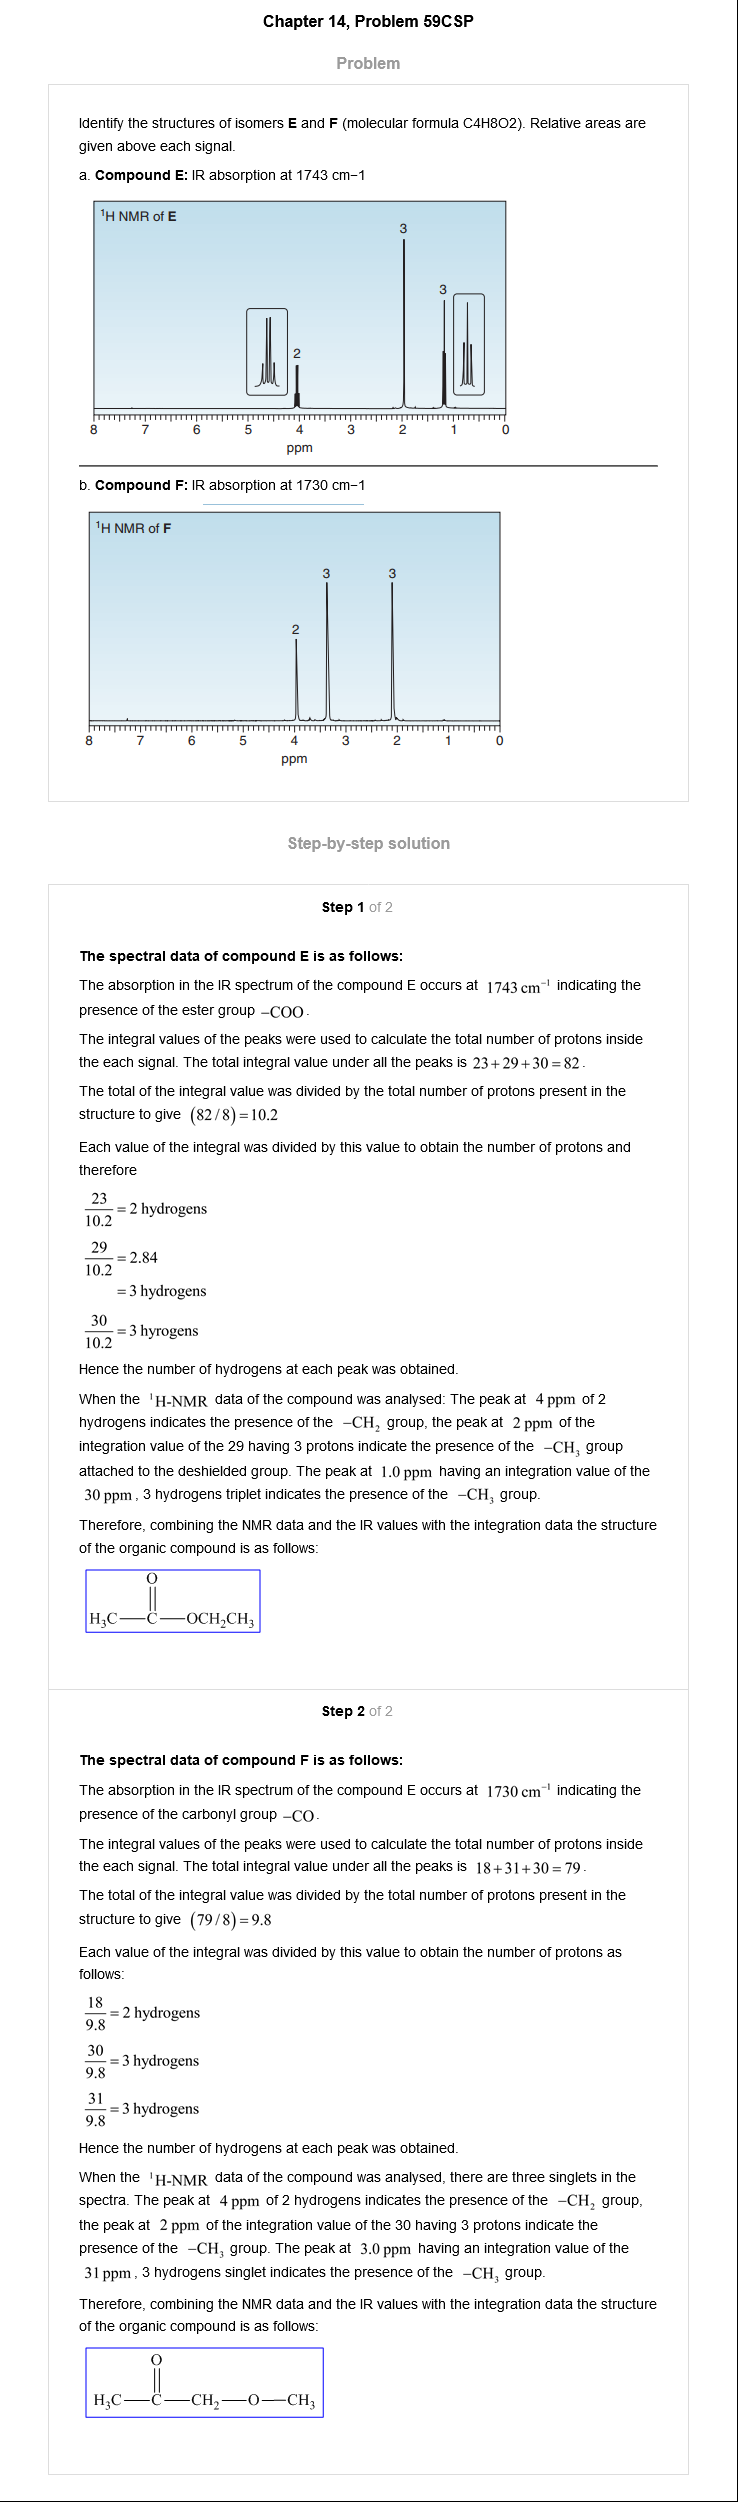 Chapter 14, Problem 59CSP
Problem
Identify the structures of isomers E and F (molecular formula C4H8O2). Relative areas are
given above each signal.
a. Compound E: IR absorption at 1743 cm−1
¹H NMR of E
3
3
2
8 7 6 5 4 3 2 1 0
ppm
b. Compound F: IR absorption at 1730 cm−1
¹H NMR of F
3 3
2
8 7 6 5 4 3 2 1 0
ppm
Step-by-step solution
Step 1 of 2
The spectral data of compound E is as follows:
The absorption in the IR spectrum of the compound E occurs at 1743 cm⁻¹ indicating the
presence of the ester group –COO.
The integral values of the peaks were used to calculate the total number of protons inside
the each signal. The total integral value under all the peaks is 23+29+30=82.
The total of the integral value was divided by the total number of protons present in the
structure to give (82/8)=10.2
Each value of the integral was divided by this value to obtain the number of protons and
therefore
23/10.2 = 2 hydrogens
29/10.2 = 2.84
= 3 hydrogens
30/10.2 = 3 hyrogens
Hence the number of hydrogens at each peak was obtained.
When the ¹H-NMR data of the compound was analysed: The peak at 4 ppm of 2
hydrogens indicates the presence of the –CH₂ group, the peak at 2 ppm of the
integration value of the 29 having 3 protons indicate the presence of the –CH₃ group
attached to the deshielded group. The peak at 1.0 ppm having an integration value of the
30 ppm, 3 hydrogens triplet indicates the presence of the –CH₃ group.
Therefore, combining the NMR data and the IR values with the integration data the structure
of the organic compound is as follows:
O
H₃C—C—OCH₂CH₃
Step 2 of 2
The spectral data of compound F is as follows:
The absorption in the IR spectrum of the compound E occurs at 1730 cm⁻¹ indicating the
presence of the carbonyl group –CO.
The integral values of the peaks were used to calculate the total number of protons inside
the each signal. The total integral value under all the peaks is 18+31+30=79.
The total of the integral value was divided by the total number of protons present in the
structure to give (79/8)=9.8
Each value of the integral was divided by this value to obtain the number of protons as
follows:
18/9.8 = 2 hydrogens
30/9.8 = 3 hydrogens
31/9.8 = 3 hydrogens
Hence the number of hydrogens at each peak was obtained.
When the ¹H-NMR data of the compound was analysed, there are three singlets in the
spectra. The peak at 4 ppm of 2 hydrogens indicates the presence of the –CH₂ group,
the peak at 2 ppm of the integration value of the 30 having 3 protons indicate the
presence of the –CH₃ group. The peak at 3.0 ppm having an integration value of the
31 ppm, 3 hydrogens singlet indicates the presence of the –CH₃ group.
Therefore, combining the NMR data and the IR values with the integration data the structure
of the organic compound is as follows:
O
H₃C—C—CH₂—O—CH₃